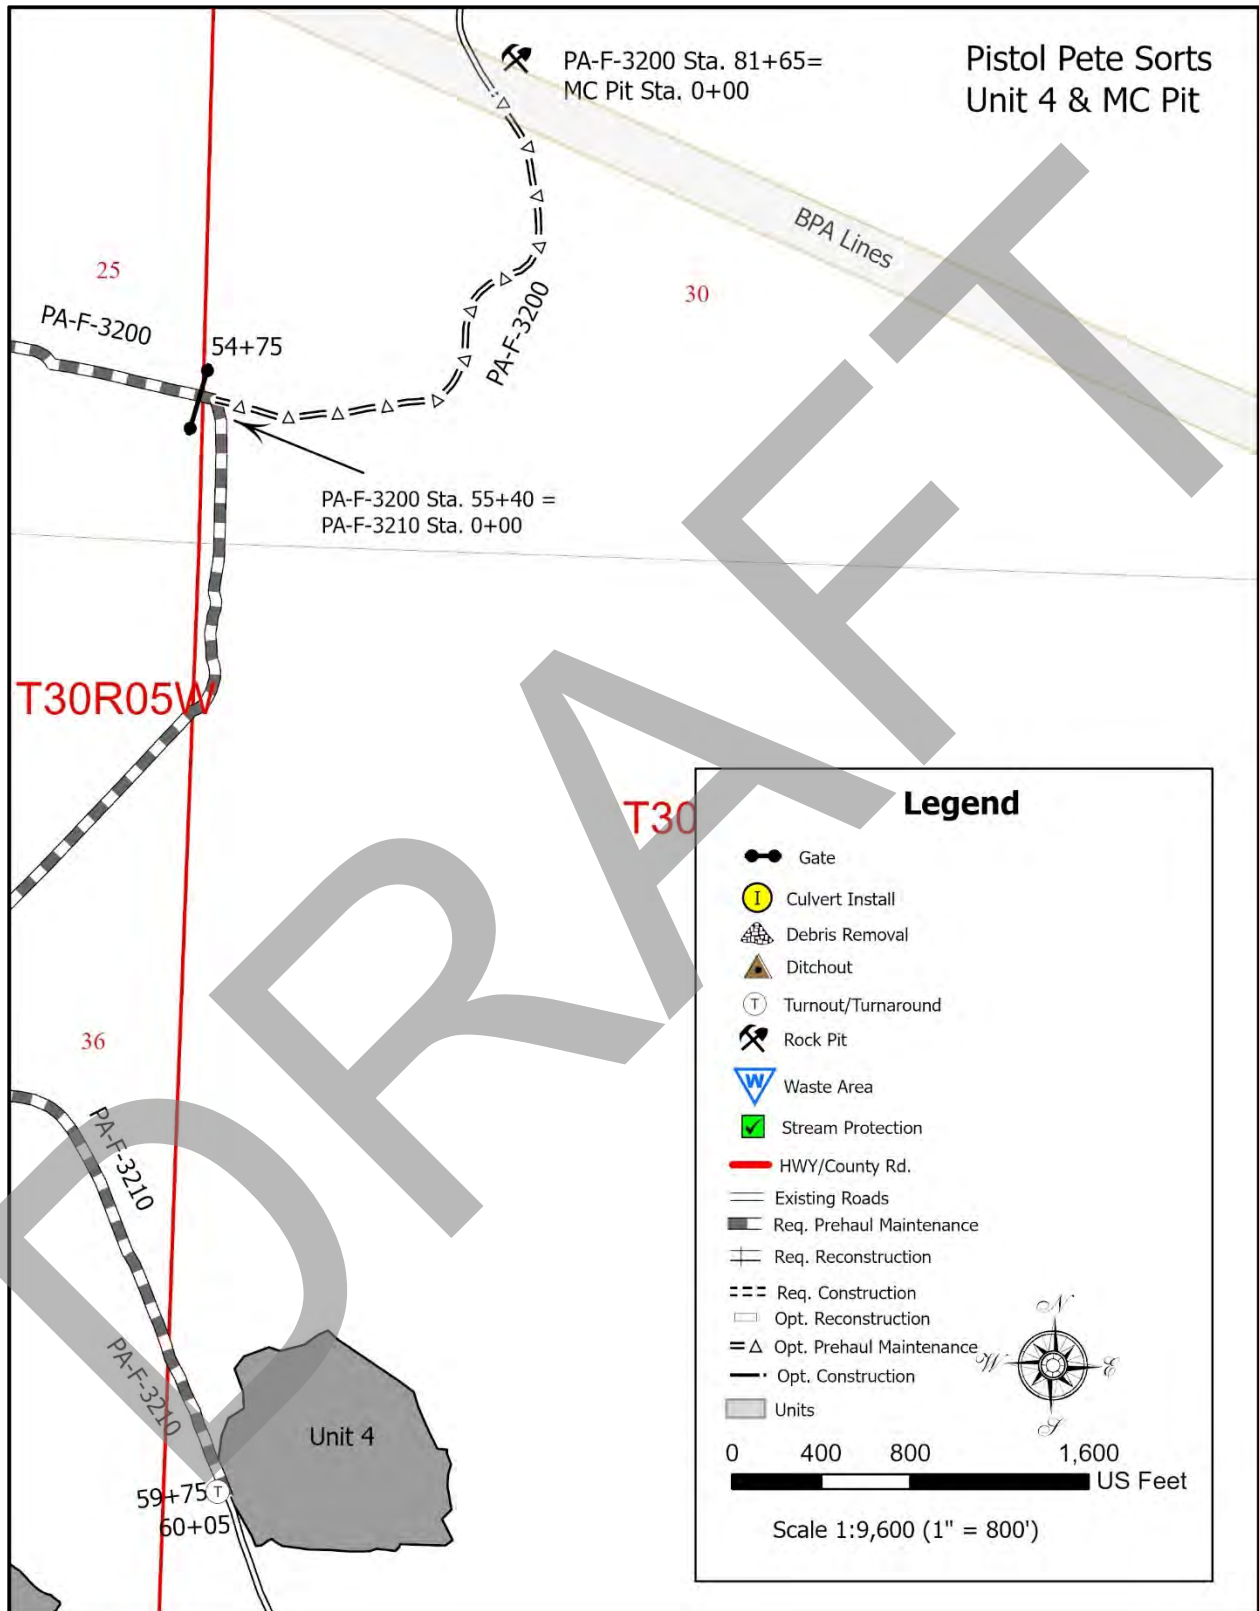 Pistol Pete Sorts
Unit 4 & MC Pit
PA-F-3200 Sta. 81+65=
MC Pit Sta. 0+00
BPA Lines
25
30
PA-F-3200
54+75
PA-F-3200
PA-F-3200 Sta. 55+40 =
PA-F-3210 Sta. 0+00
T30R05W
T30
36
PA-F-3210
PA-F-3210
Unit 4
59+75
T
60+05
DRAFT
Legend
Gate
I Culvert Install
Debris Removal
Ditchout
T Turnout/Turnaround
Rock Pit
W Waste Area
Stream Protection
HWY/County Rd.
Existing Roads
Req. Prehaul Maintenance
Req. Reconstruction
Req. Construction
Opt. Reconstruction
Opt. Prehaul Maintenance
Opt. Construction
Units
N
W E
S
0 400 800 1,600
US Feet
Scale 1:9,600 (1" = 800')